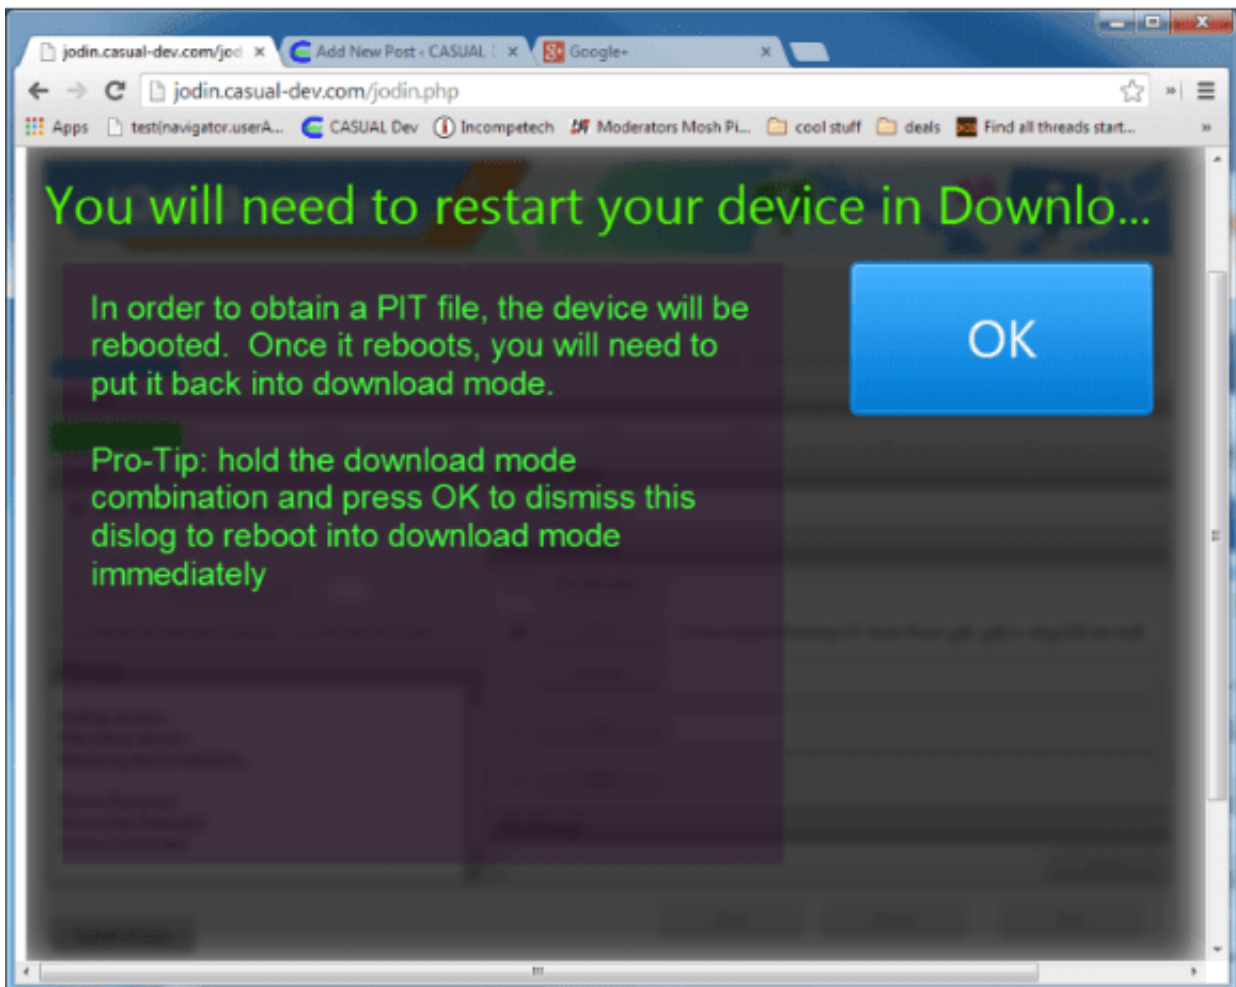 jodin.casual-dev.com/jod
Add New Post ‹ CASUAL
Google+
jodin.casual-dev.com/jodin.php
Apps test(navigator.userA... CASUAL Dev Incompetech Moderators Mosh Pi... cool stuff deals Find all threads start... »
You will need to restart your device in Downlo...
In order to obtain a PIT file, the device will be
rebooted. Once it reboots, you will need to
put it back into download mode.
OK
Pro-Tip: hold the download mode
combination and press OK to dismiss this
dislog to reboot into download mode
immediately